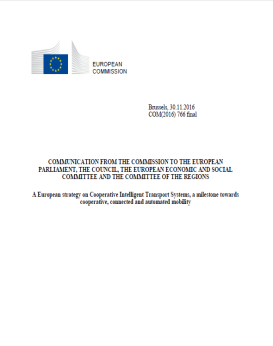 EUROPEAN
COMMISSION
Brussels, 30.11.2016
COM(2016) 766 final
COMMUNICATION FROM THE COMMISSION TO THE EUROPEAN
PARLIAMENT, THE COUNCIL, THE EUROPEAN ECONOMIC AND SOCIAL
COMMITTEE AND THE COMMITTEE OF THE REGIONS
A European strategy on Cooperative Intelligent Transport Systems, a milestone towards
cooperative, connected and automated mobility